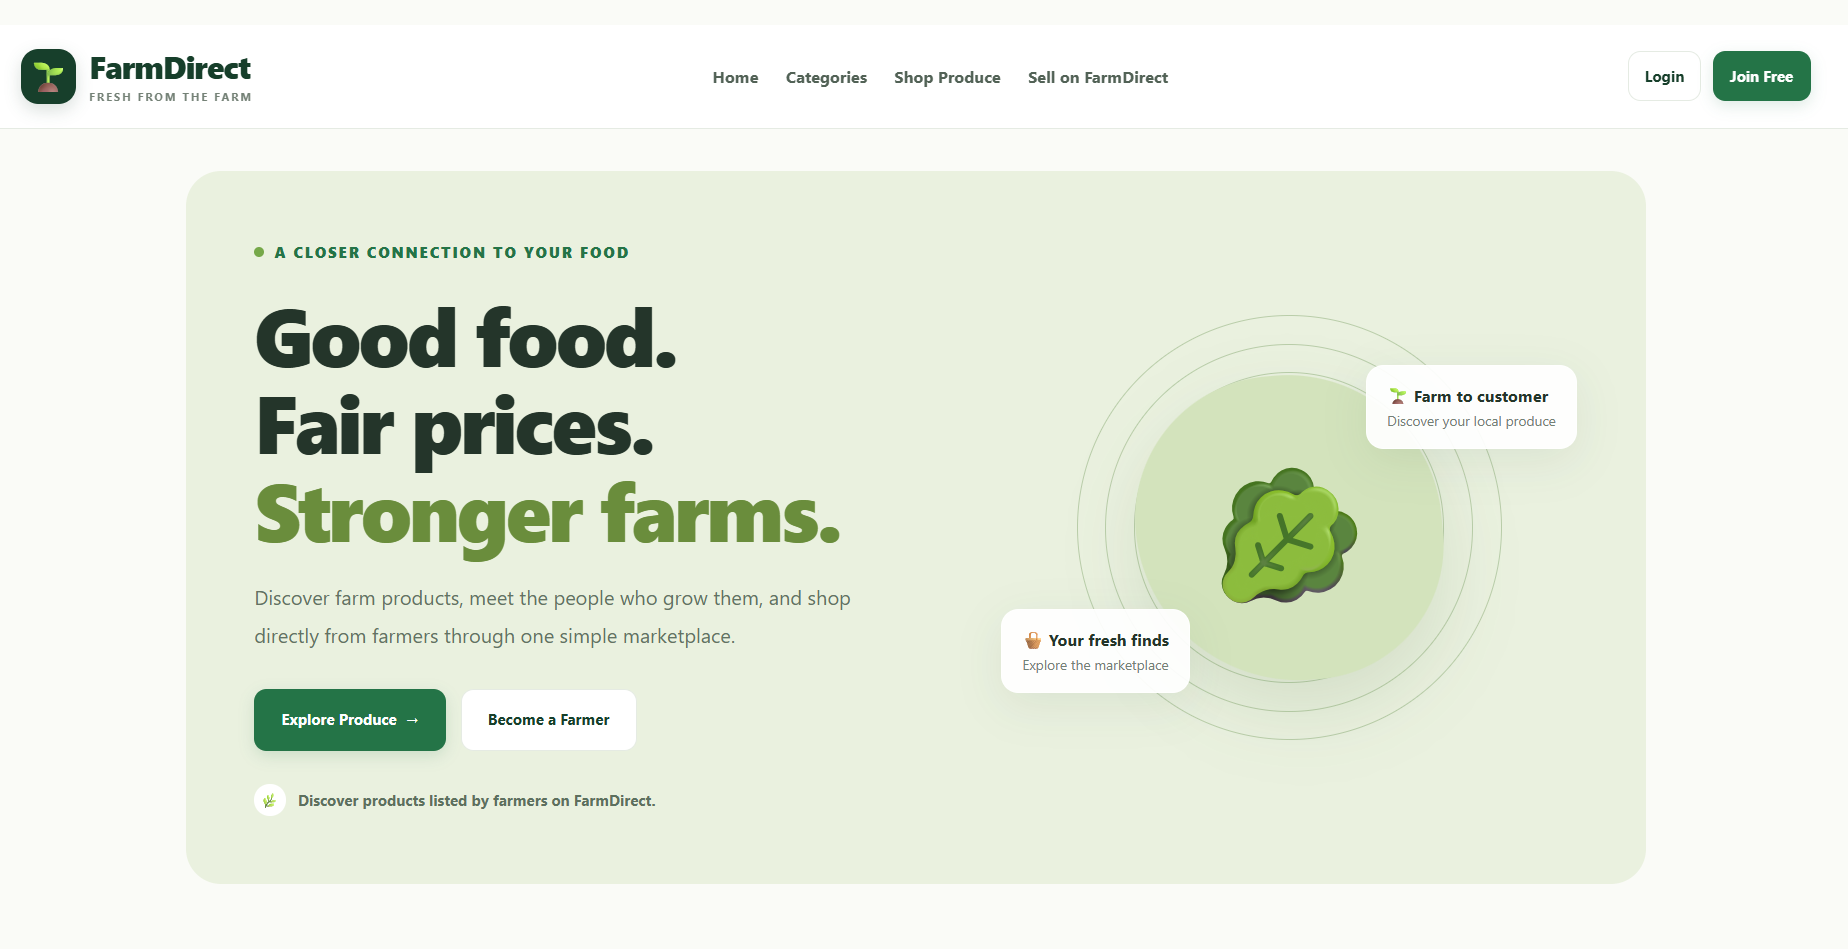 FarmDirect
FRESH FROM THE FARM
Home
Categories
Shop Produce
Sell on FarmDirect
Login
Join Free
A CLOSER CONNECTION TO YOUR FOOD
Good food.
Fair prices.
Stronger farms.
Discover farm products, meet the people who grow them, and shop
directly from farmers through one simple marketplace.
Explore Produce →
Become a Farmer
Discover products listed by farmers on FarmDirect.
Farm to customer
Discover your local produce
Your fresh finds
Explore the marketplace